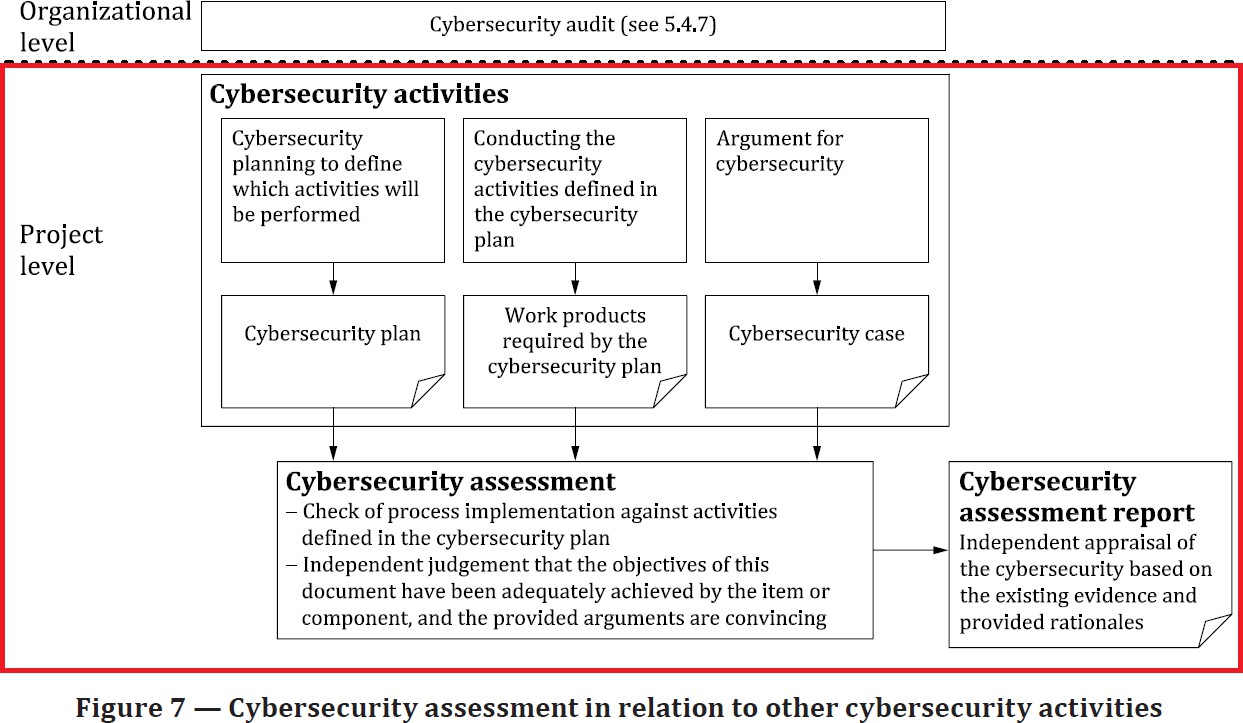 Organizational
level
Cybersecurity audit (see 5.4.7)
Project
level
Cybersecurity activities
Cybersecurity
planning to define
which activities will
be performed
Conducting the
cybersecurity
activities defined in
the cybersecurity
plan
Argument for
cybersecurity
Cybersecurity plan
Work products
required by the
cybersecurity plan
Cybersecurity case
Cybersecurity assessment
– Check of process implementation against activities
defined in the cybersecurity plan
– Independent judgement that the objectives of this
document have been adequately achieved by the item or
component, and the provided arguments are convincing
Cybersecurity
assessment report
Independent appraisal of
the cybersecurity based on
the existing evidence and
provided rationales
Figure 7 — Cybersecurity assessment in relation to other cybersecurity activities